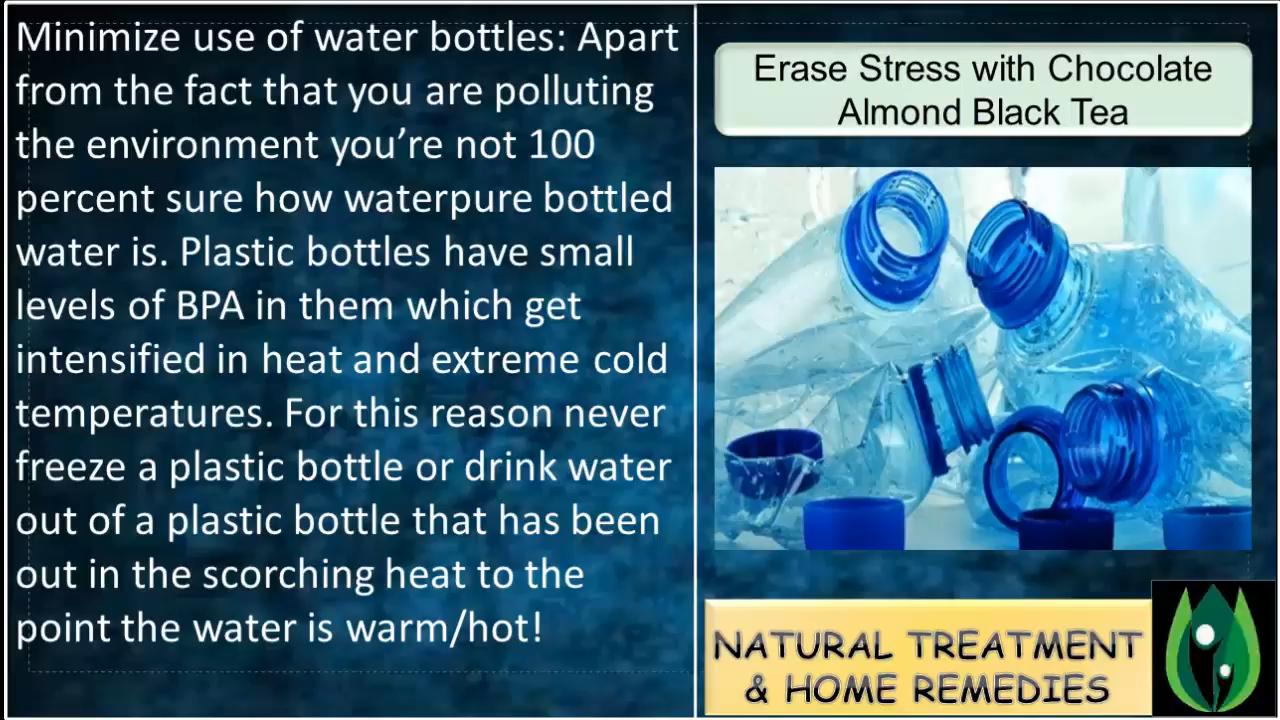 Minimize use of water bottles: Apart
from the fact that you are polluting
the environment you’re not 100
percent sure how waterpure bottled
water is. Plastic bottles have small
levels of BPA in them which get
intensified in heat and extreme cold
temperatures. For this reason never
freeze a plastic bottle or drink water
out of a plastic bottle that has been
out in the scorching heat to the
point the water is warm/hot!
Erase Stress with Chocolate
Almond Black Tea
NATURAL TREATMENT
& HOME REMEDIES